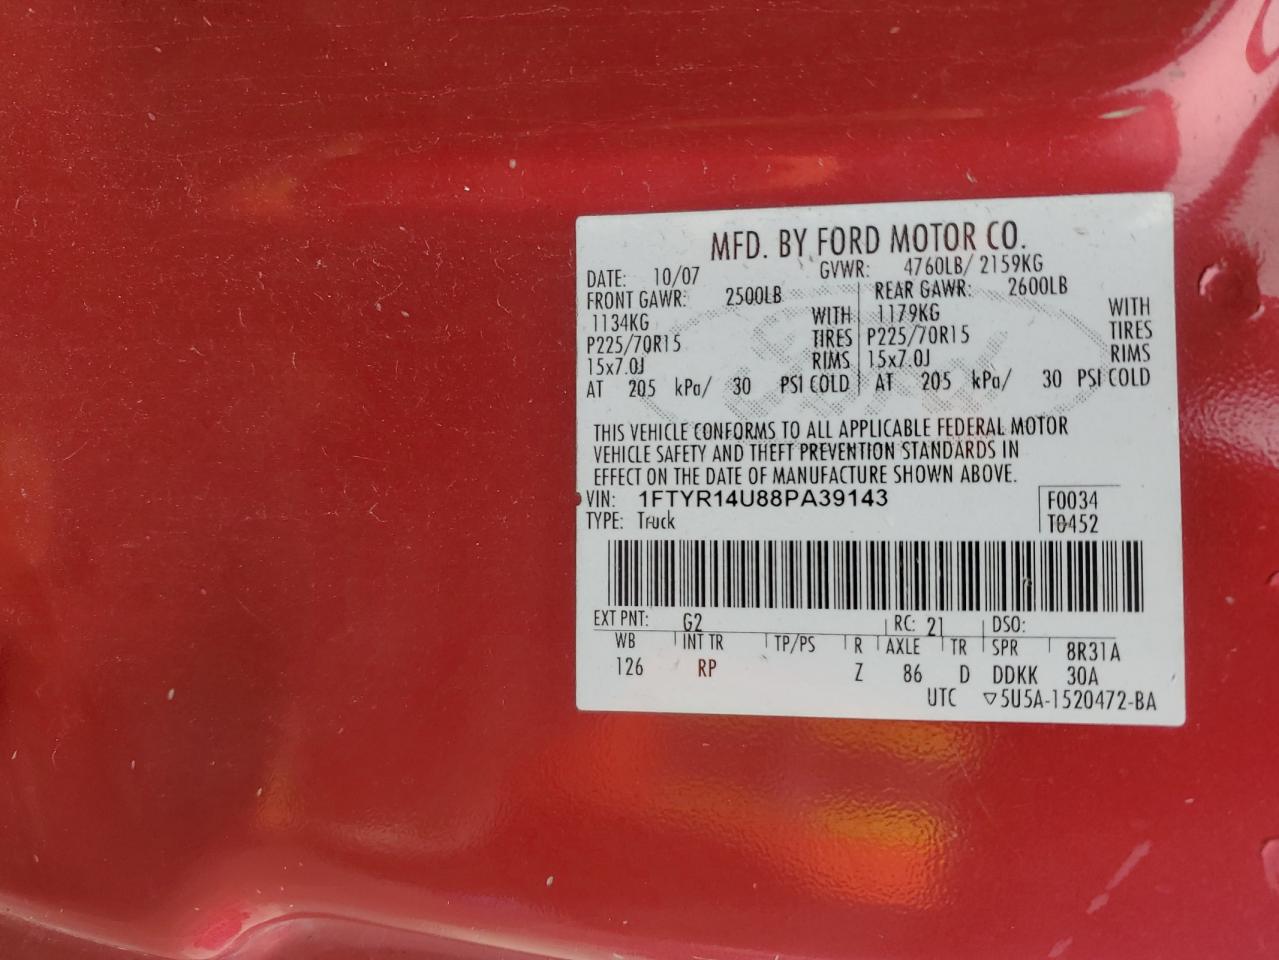 MFD. BY FORD MOTOR CO.
DATE: 10/07 GVWR: 4760LB/ 2159KG
FRONT GAWR: 2500LB REAR GAWR: 2600LB
1134KG WITH 1179KG WITH
P225/70R15 TIRES P225/70R15 TIRES
15x7.0J RIMS 15x7.0J RIMS
AT 205 kPa/ 30 PSI COLD AT 205 kPa/ 30 PSI COLD
THIS VEHICLE CONFORMS TO ALL APPLICABLE FEDERAL MOTOR
VEHICLE SAFETY AND THEFT PREVENTION STANDARDS IN
EFFECT ON THE DATE OF MANUFACTURE SHOWN ABOVE.
VIN: 1FTYR14U88PA39143 F0034
TYPE: Truck T0452
EXT PNT: G2 RC: 21 DSO:
WB INT TR TP/PS R AXLE TR SPR 8R31A
126 RP Z 86 D DDKK 30A
UTC ▽5U5A-1520472-BA